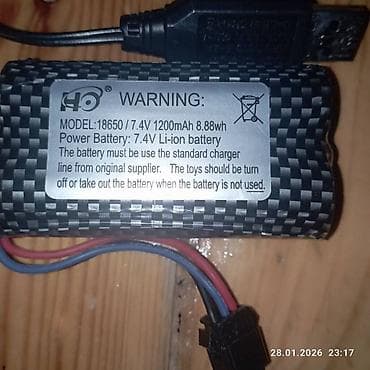 HQ WARNING:
MODEL:18650 / 7.4V 1200mAh 8.88wh
Power Battery: 7.4V Li-ion battery
The battery must use the standard charger
line from original supplier. The toys should be turn
off or take out the battery when the battery is not used.
28.01.2026 23:17